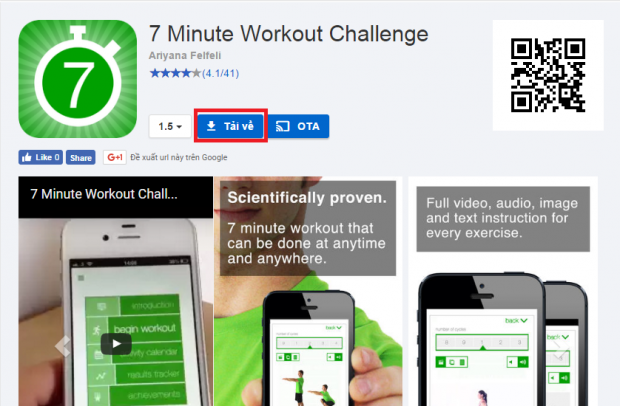 7 Minute Workout Challenge
Ariyana Felfeli
(4.1/41)
7
1.5
Tải về
OTA
Like 0
Share
G+1
Đề xuất url này trên Google
7 Minute Workout Chall...
introduction
begin workout
activity calendar
results tracker
achievements
Scientifically proven.
7 minute workout that
can be done at anytime
and anywhere.
back
Full video, audio, image
and text instruction for
every exercise.
back